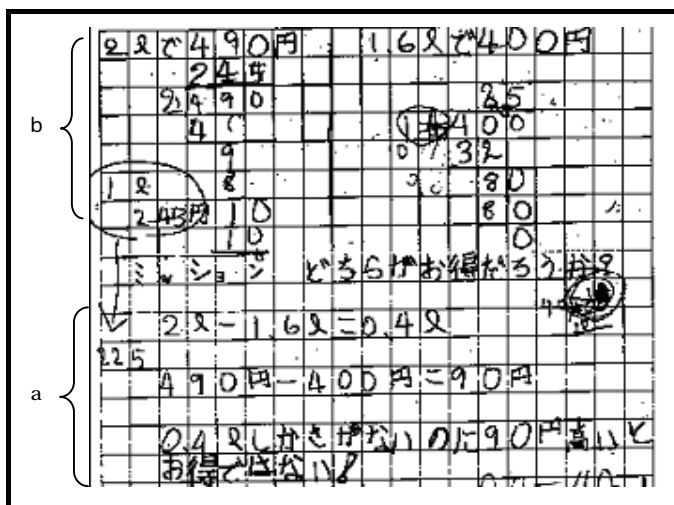 2ℓで490円 1.6ℓで400円
245
2 490
4
9
8
10
10
25
400
32
80
80
0
b
1ℓ
245円
ミッション どちらがお得だろうか?
2ℓ-1.6ℓ=0.4ℓ
225
490円-400円=90円
a
0.4ℓしかさがないのに90円高いと
お得ではない!